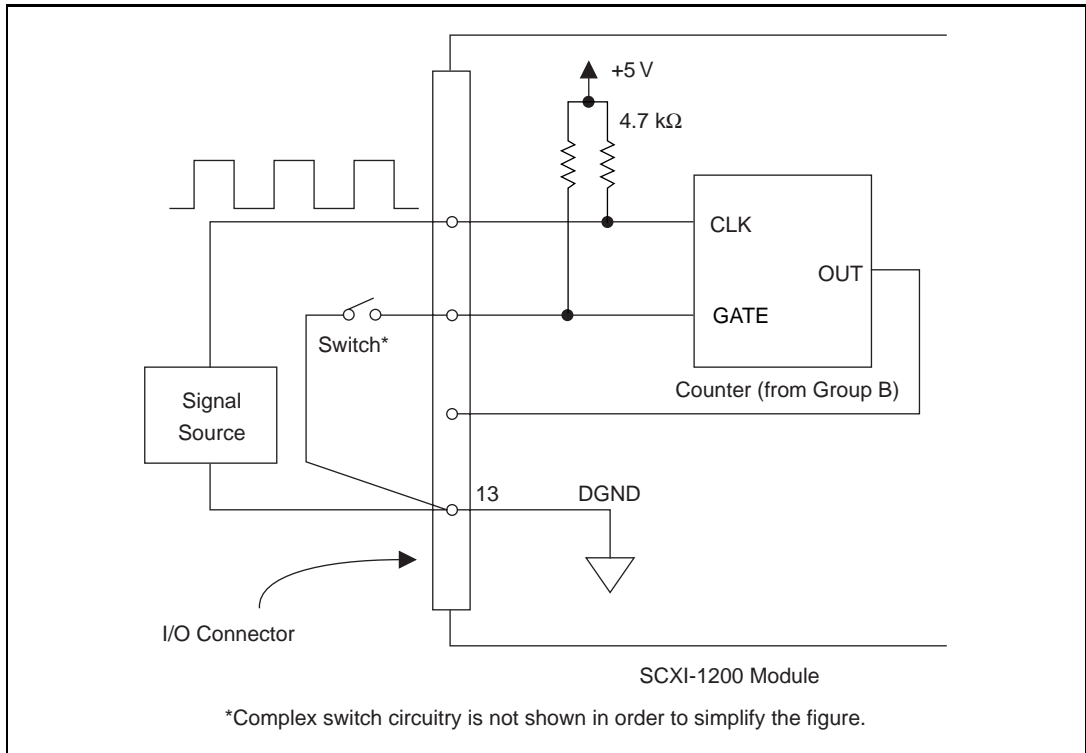 +5 V
4.7 kΩ
CLK
OUT
GATE
Switch*
Counter (from Group B)
Signal
Source
13
DGND
I/O Connector
SCXI-1200 Module
*Complex switch circuitry is not shown in order to simplify the figure.